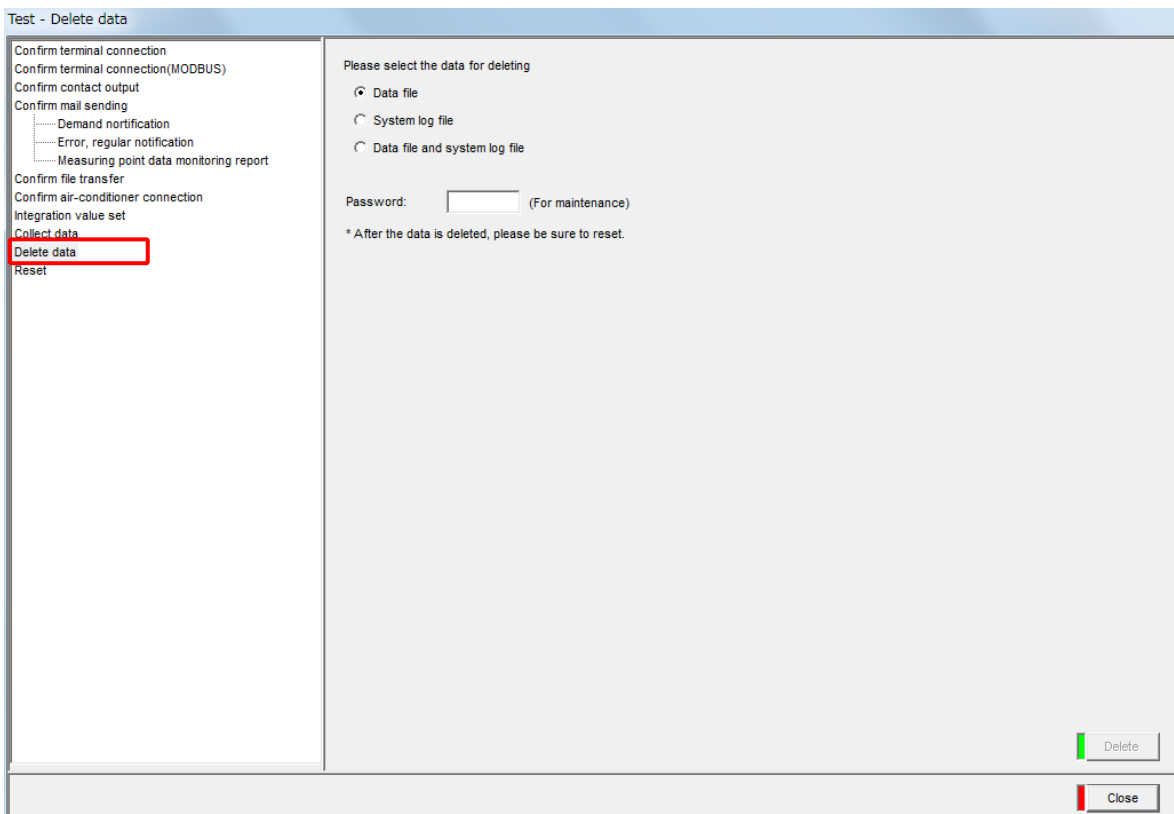 Test - Delete data
Confirm terminal connection
Confirm terminal connection(MODBUS)
Confirm contact output
Confirm mail sending
Demand nortification
Error, regular notification
Measuring point data monitoring report
Confirm file transfer
Confirm air-conditioner connection
Integration value set
Collect data
Delete data
Reset
Please select the data for deleting
Data file
System log file
Data file and system log file
Password: (For maintenance)
* After the data is deleted, please be sure to reset.
Delete
Close